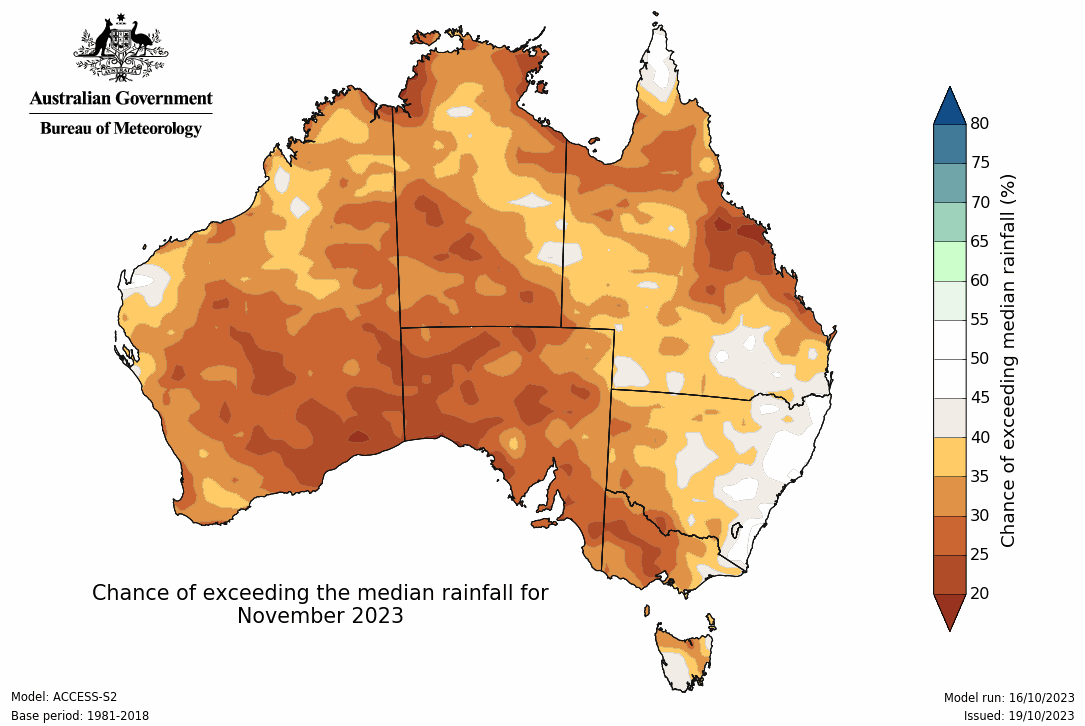 Australian Government
Bureau of Meteorology
80
75
70
65
60
55
50
45
40
35
30
25
20
Chance of exceeding median rainfall (%)
Chance of exceeding the median rainfall for
November 2023
Model: ACCESS-S2
Base period: 1981-2018
Model run: 16/10/2023
Issued: 19/10/2023